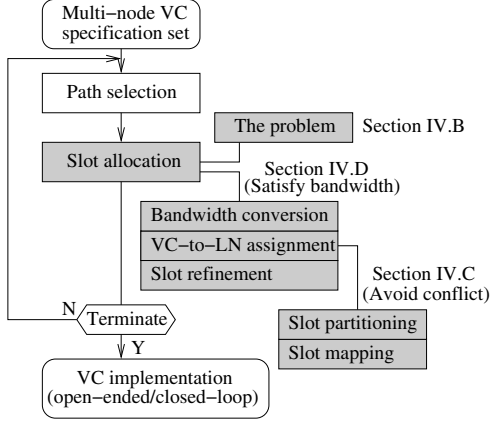 Multi−node VC
specification set
Path selection
The problem
Section IV.B
Slot allocation
Section IV.D
(Satisfy bandwidth)
Bandwidth conversion
VC−to−LN assignment
Slot refinement
Section IV.C
(Avoid conflict)
N
Terminate
Slot partitioning
Slot mapping
Y
VC implementation
(open−ended/closed−loop)